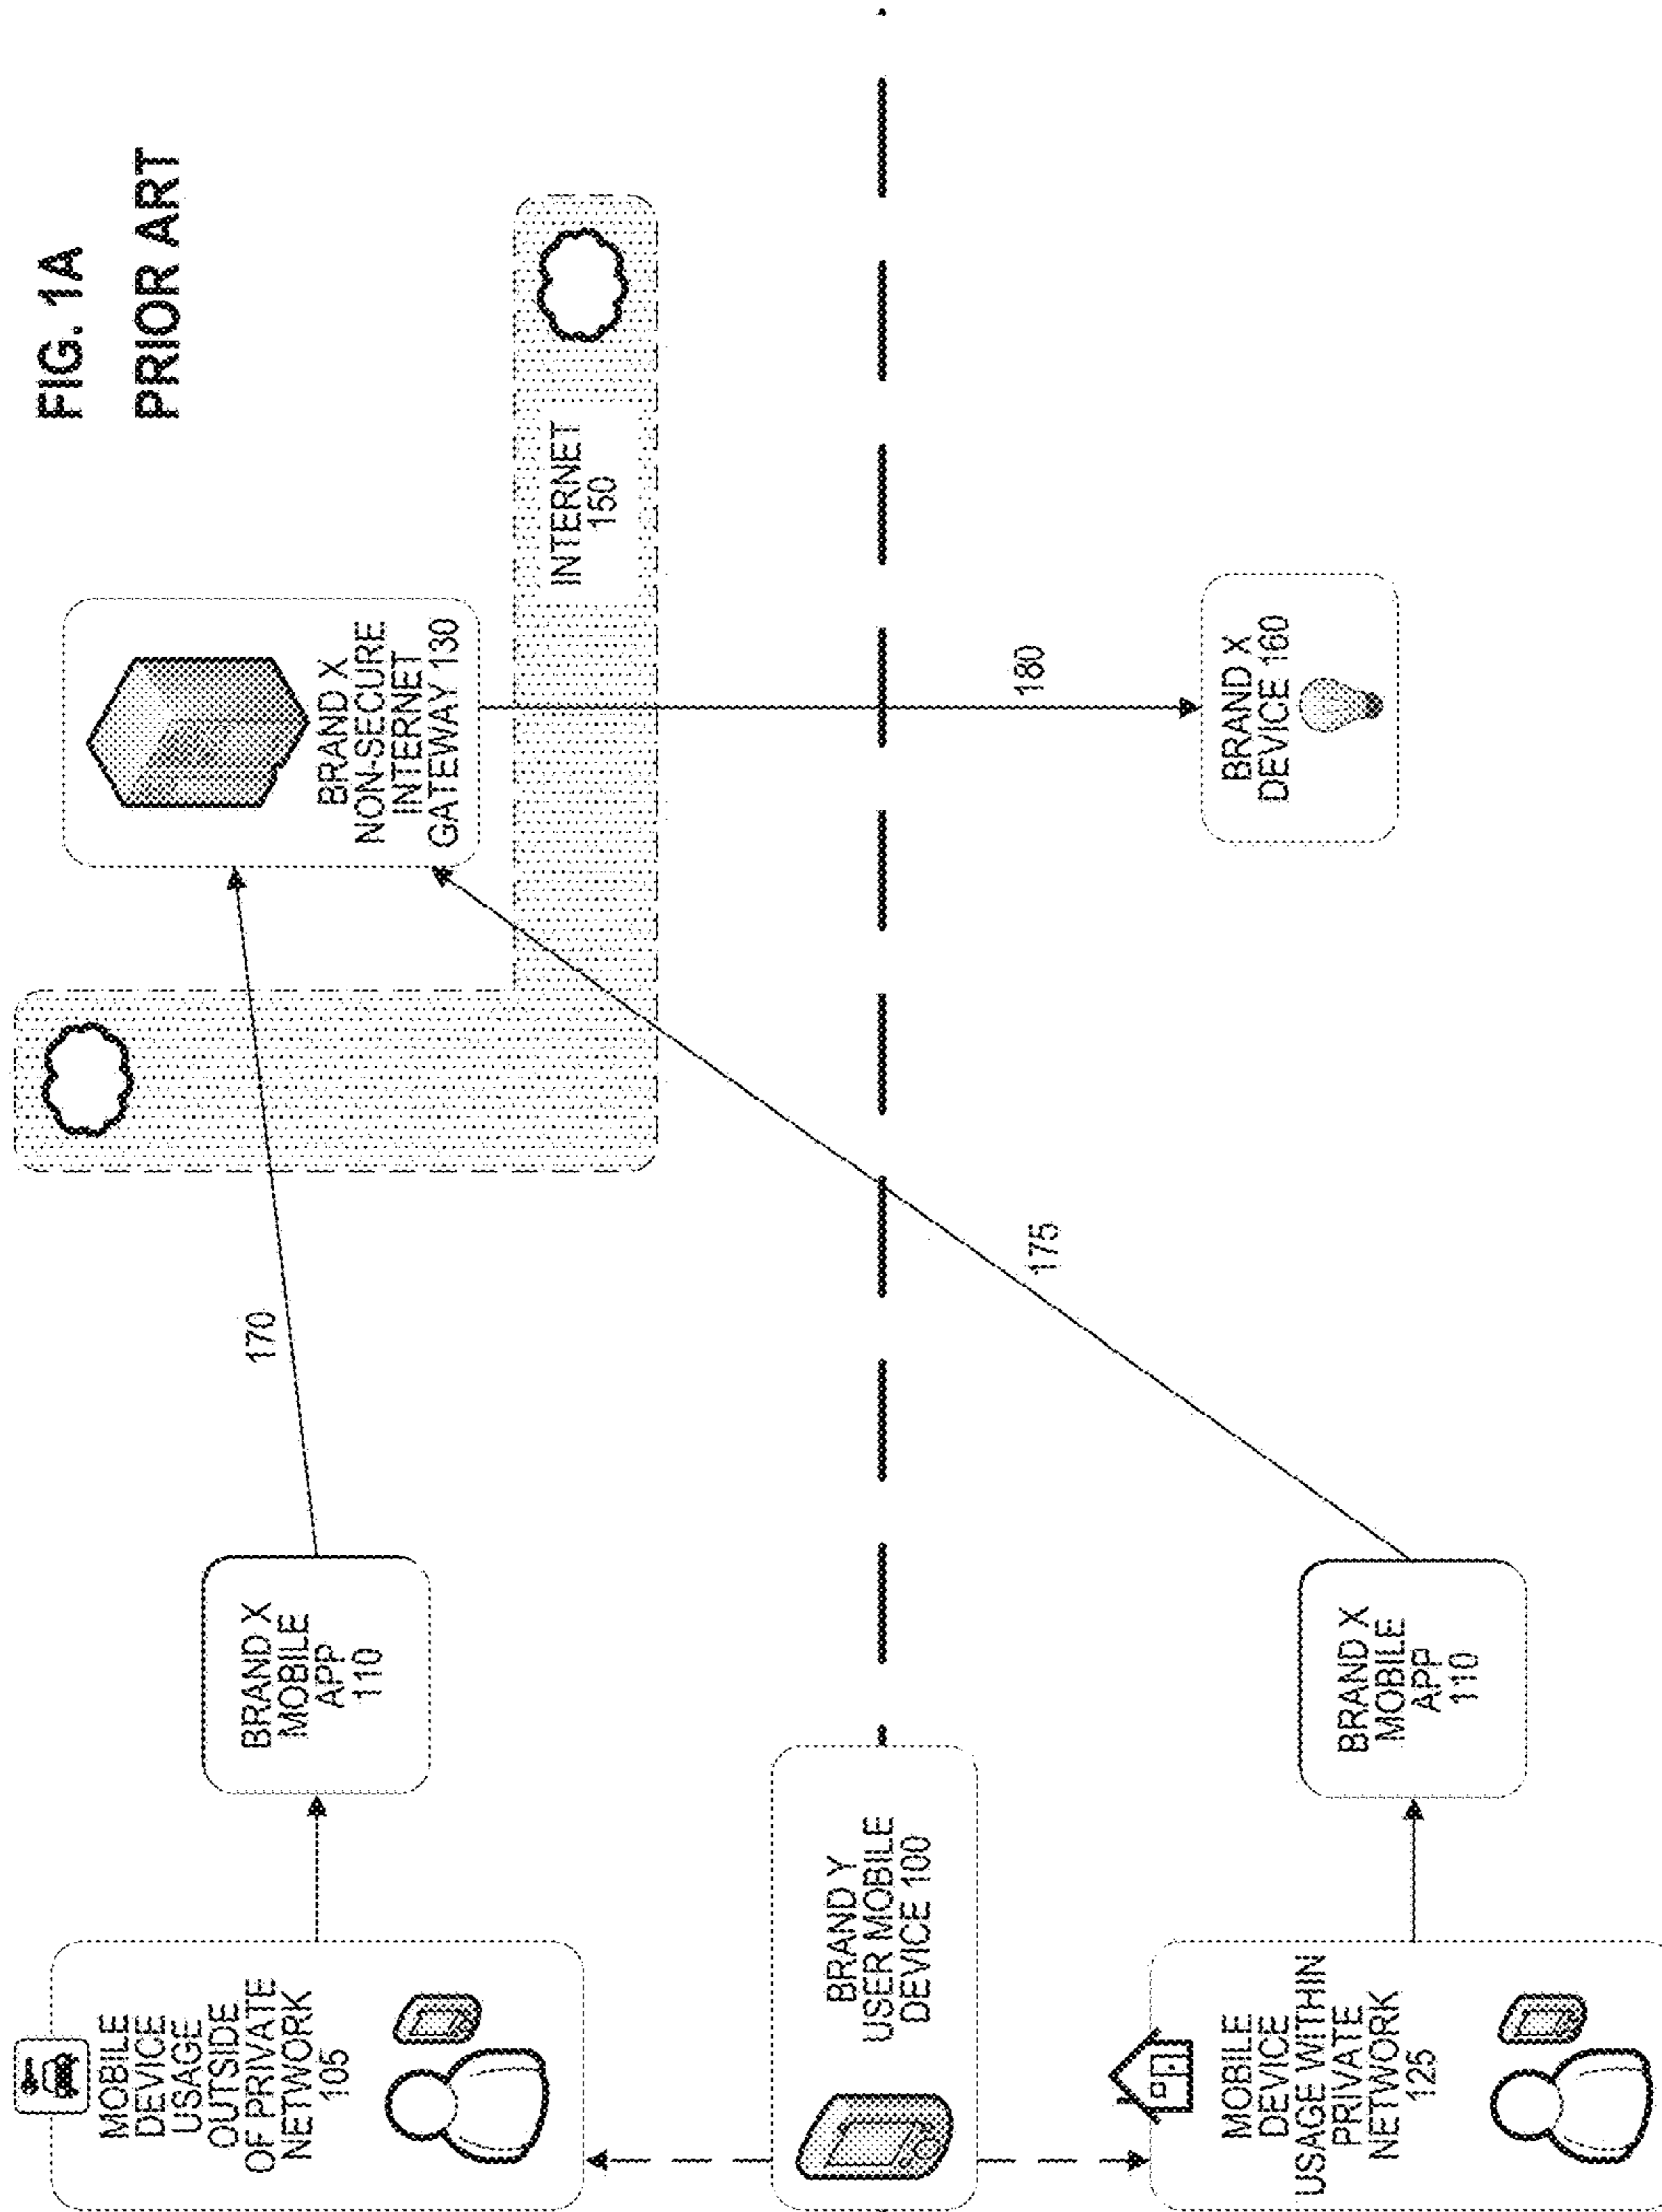 FIG. 1A
PRIOR ART
MOBILE
DEVICE
USAGE
OUTSIDE
OF PRIVATE
NETWORK
105
BRAND X
MOBILE
APP
110
170
BRAND X
NON-SECURE
INTERNET
GATEWAY 130
INTERNET
150
BRAND Y
USER MOBILE
DEVICE 100
175
180
MOBILE
DEVICE
USAGE WITHIN
PRIVATE
NETWORK
125
BRAND X
MOBILE
APP
110
BRAND X
DEVICE 160